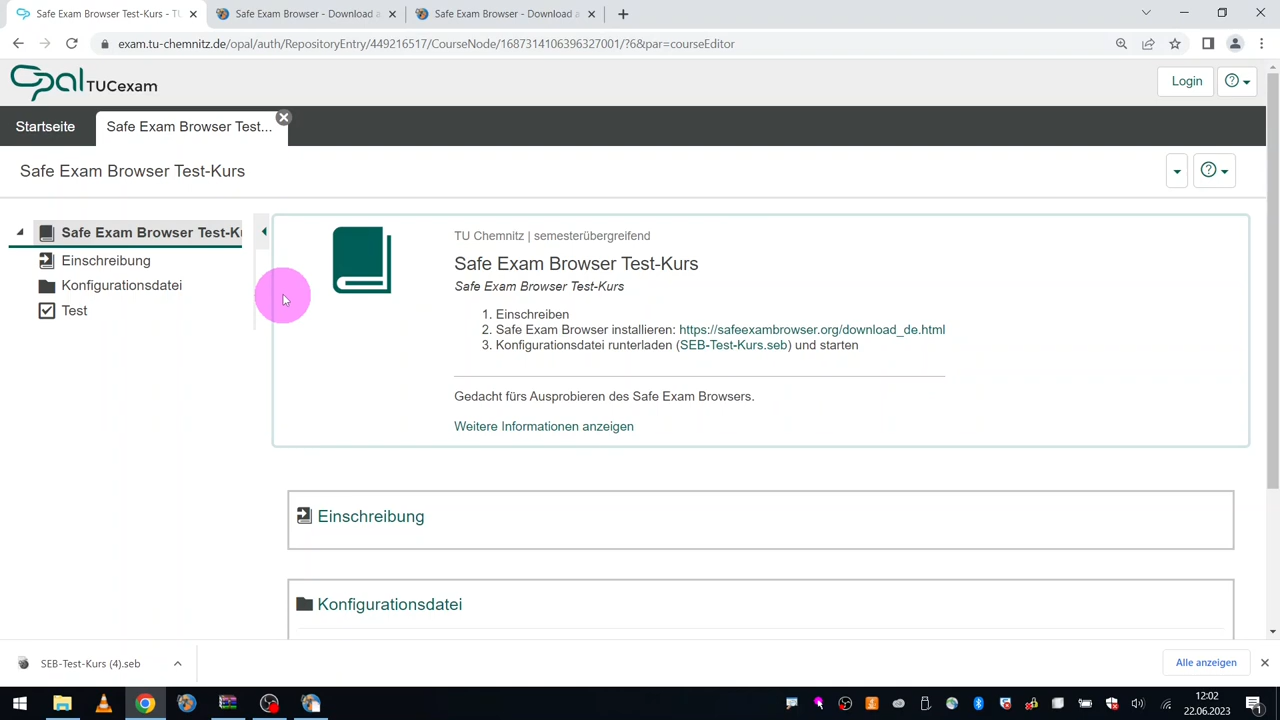 Safe Exam Browser Test-Kurs - T
Safe Exam Browser - Download a
Safe Exam Browser - Download a
exam.tu-chemnitz.de/opal/auth/RepositoryEntry/449216517/CourseNode/1687314106396327001/?6&par=courseEditor
Opal TUCexam
Login
Startseite
Safe Exam Browser Test...
Safe Exam Browser Test-Kurs
Safe Exam Browser Test-Ku
Einschreibung
Konfigurationsdatei
Test
TU Chemnitz | semesterübergreifend
Safe Exam Browser Test-Kurs
Safe Exam Browser Test-Kurs
1. Einschreiben
2. Safe Exam Browser installieren: https://safeexambrowser.org/download_de.html
3. Konfigurationsdatei runterladen (SEB-Test-Kurs.seb) und starten
Gedacht fürs Ausprobieren des Safe Exam Browsers.
Weitere Informationen anzeigen
Einschreibung
Konfigurationsdatei
SEB-Test-Kurs (4).seb
Alle anzeigen
12:02
22.06.2023
1